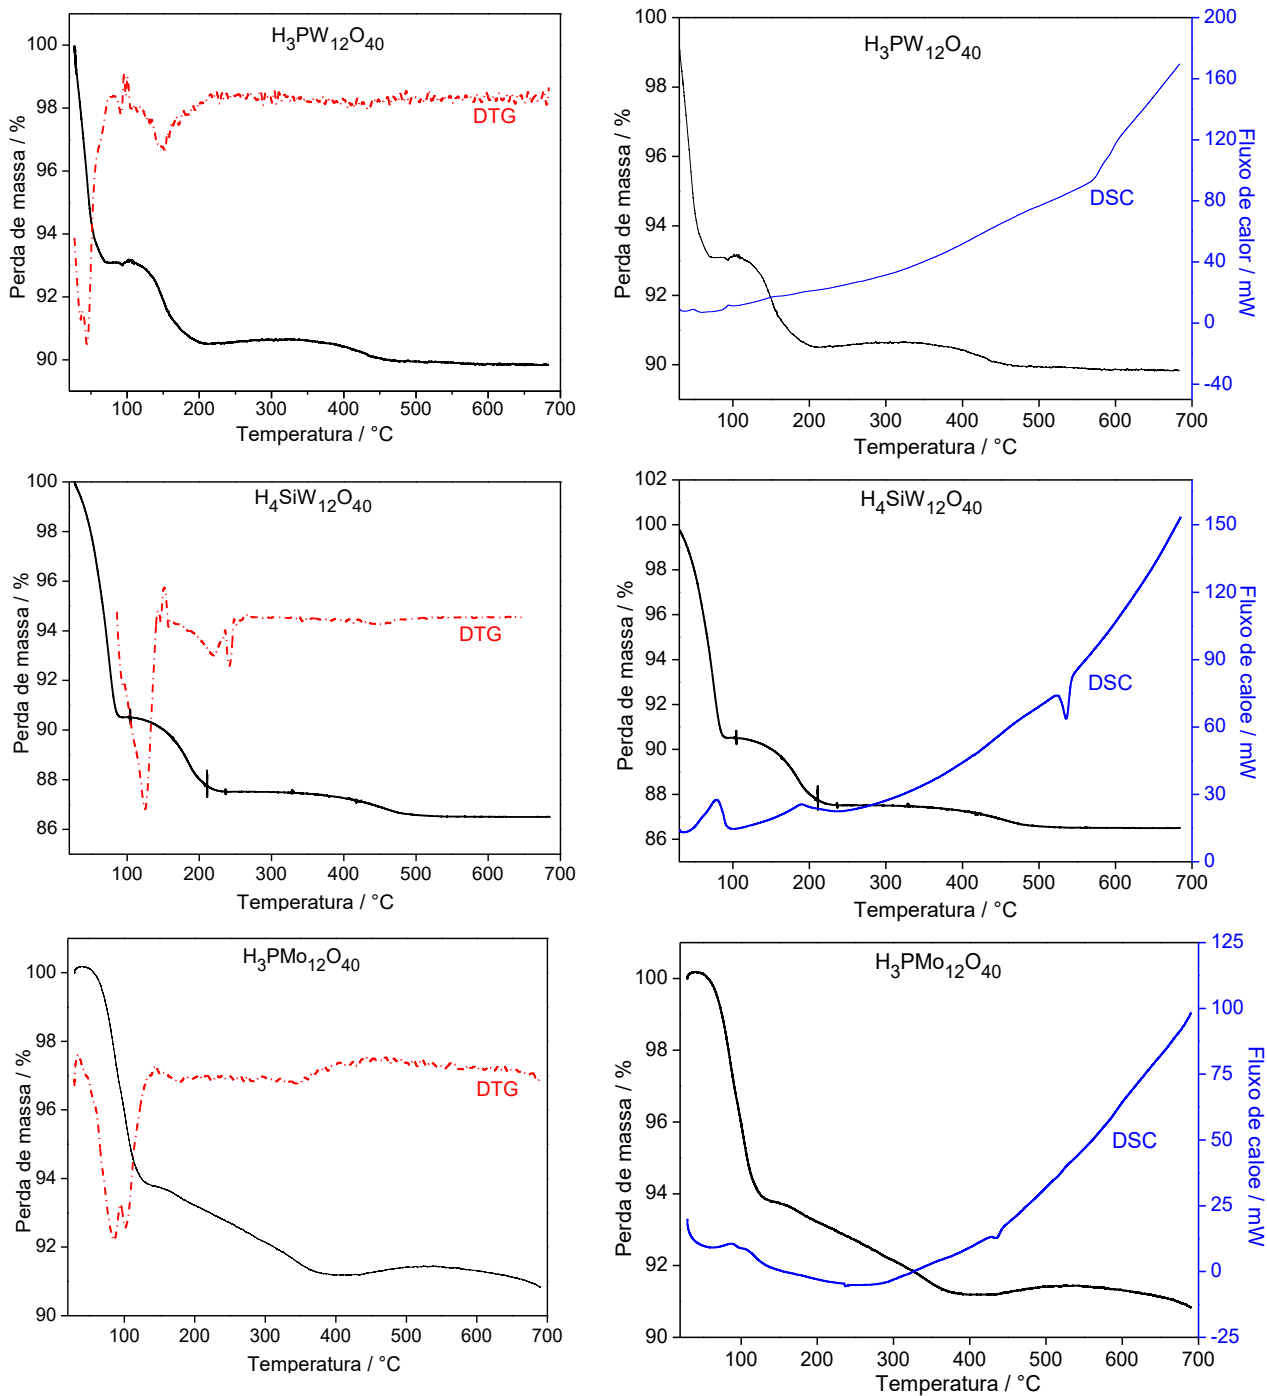 H3PW12O40
DTG
Perda de massa / %
100
98
96
94
92
90
100 200 300 400 500 600 700
Temperatura / °C
H3PW12O40
DSC
Perda de massa / %
100
98
96
94
92
90
Fluxo de calor / mW
200
160
120
80
40
0
-40
100 200 300 400 500 600 700
Temperatura / °C
H4SiW12O40
DTG
Perda de massa / %
100
98
96
94
92
90
88
86
100 200 300 400 500 600 700
Temperatura / °C
H4SiW12O40
DSC
Perda de massa / %
102
100
98
96
94
92
90
88
86
Fluxo de caloe / mW
150
120
90
60
30
0
100 200 300 400 500 600 700
Temperatura / °C
H3PMo12O40
DTG
Perda de massa / %
100
98
96
94
92
90
100 200 300 400 500 600 700
Temperatura / °C
H3PMo12O40
DSC
Perda de massa / %
100
98
96
94
92
90
Fluxo de caloe / mW
125
100
75
50
25
0
-25
100 200 300 400 500 600 700
Temperatura / °C